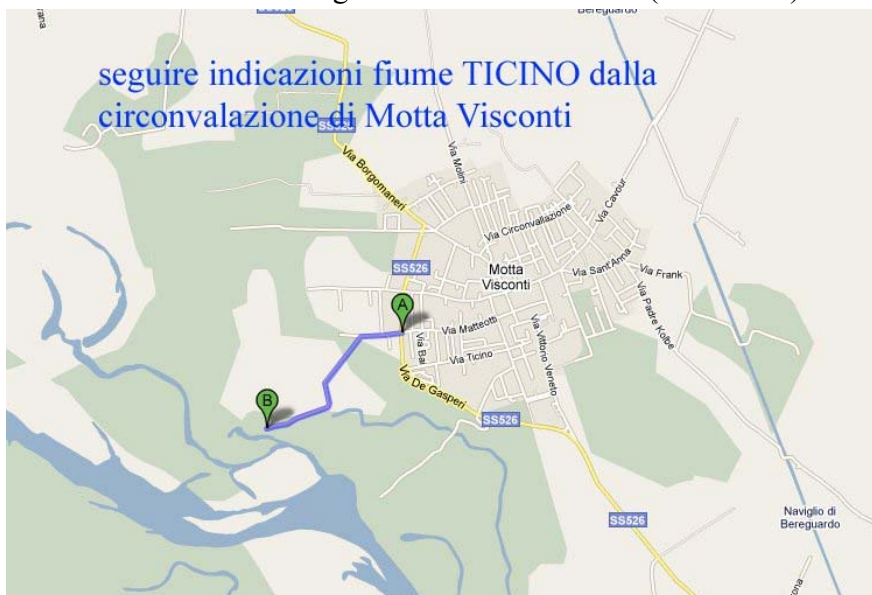 Bereguardo
seguire indicazioni fiume TICINO dalla
circonvalazione di Motta Visconti
SS526
Via Borgomaneri
Via Molini
Via Circonvallazione
Via Cavour
SS526
Motta
Visconti
Via Sant'Anna
Via Frank
Via Padre Kolbe
A
Via Matteotti
Via Bai
Via Ticino
Via Vittorio Veneto
Via De Gasperi
B
SS526
Naviglio di
Bereguardo
SS526